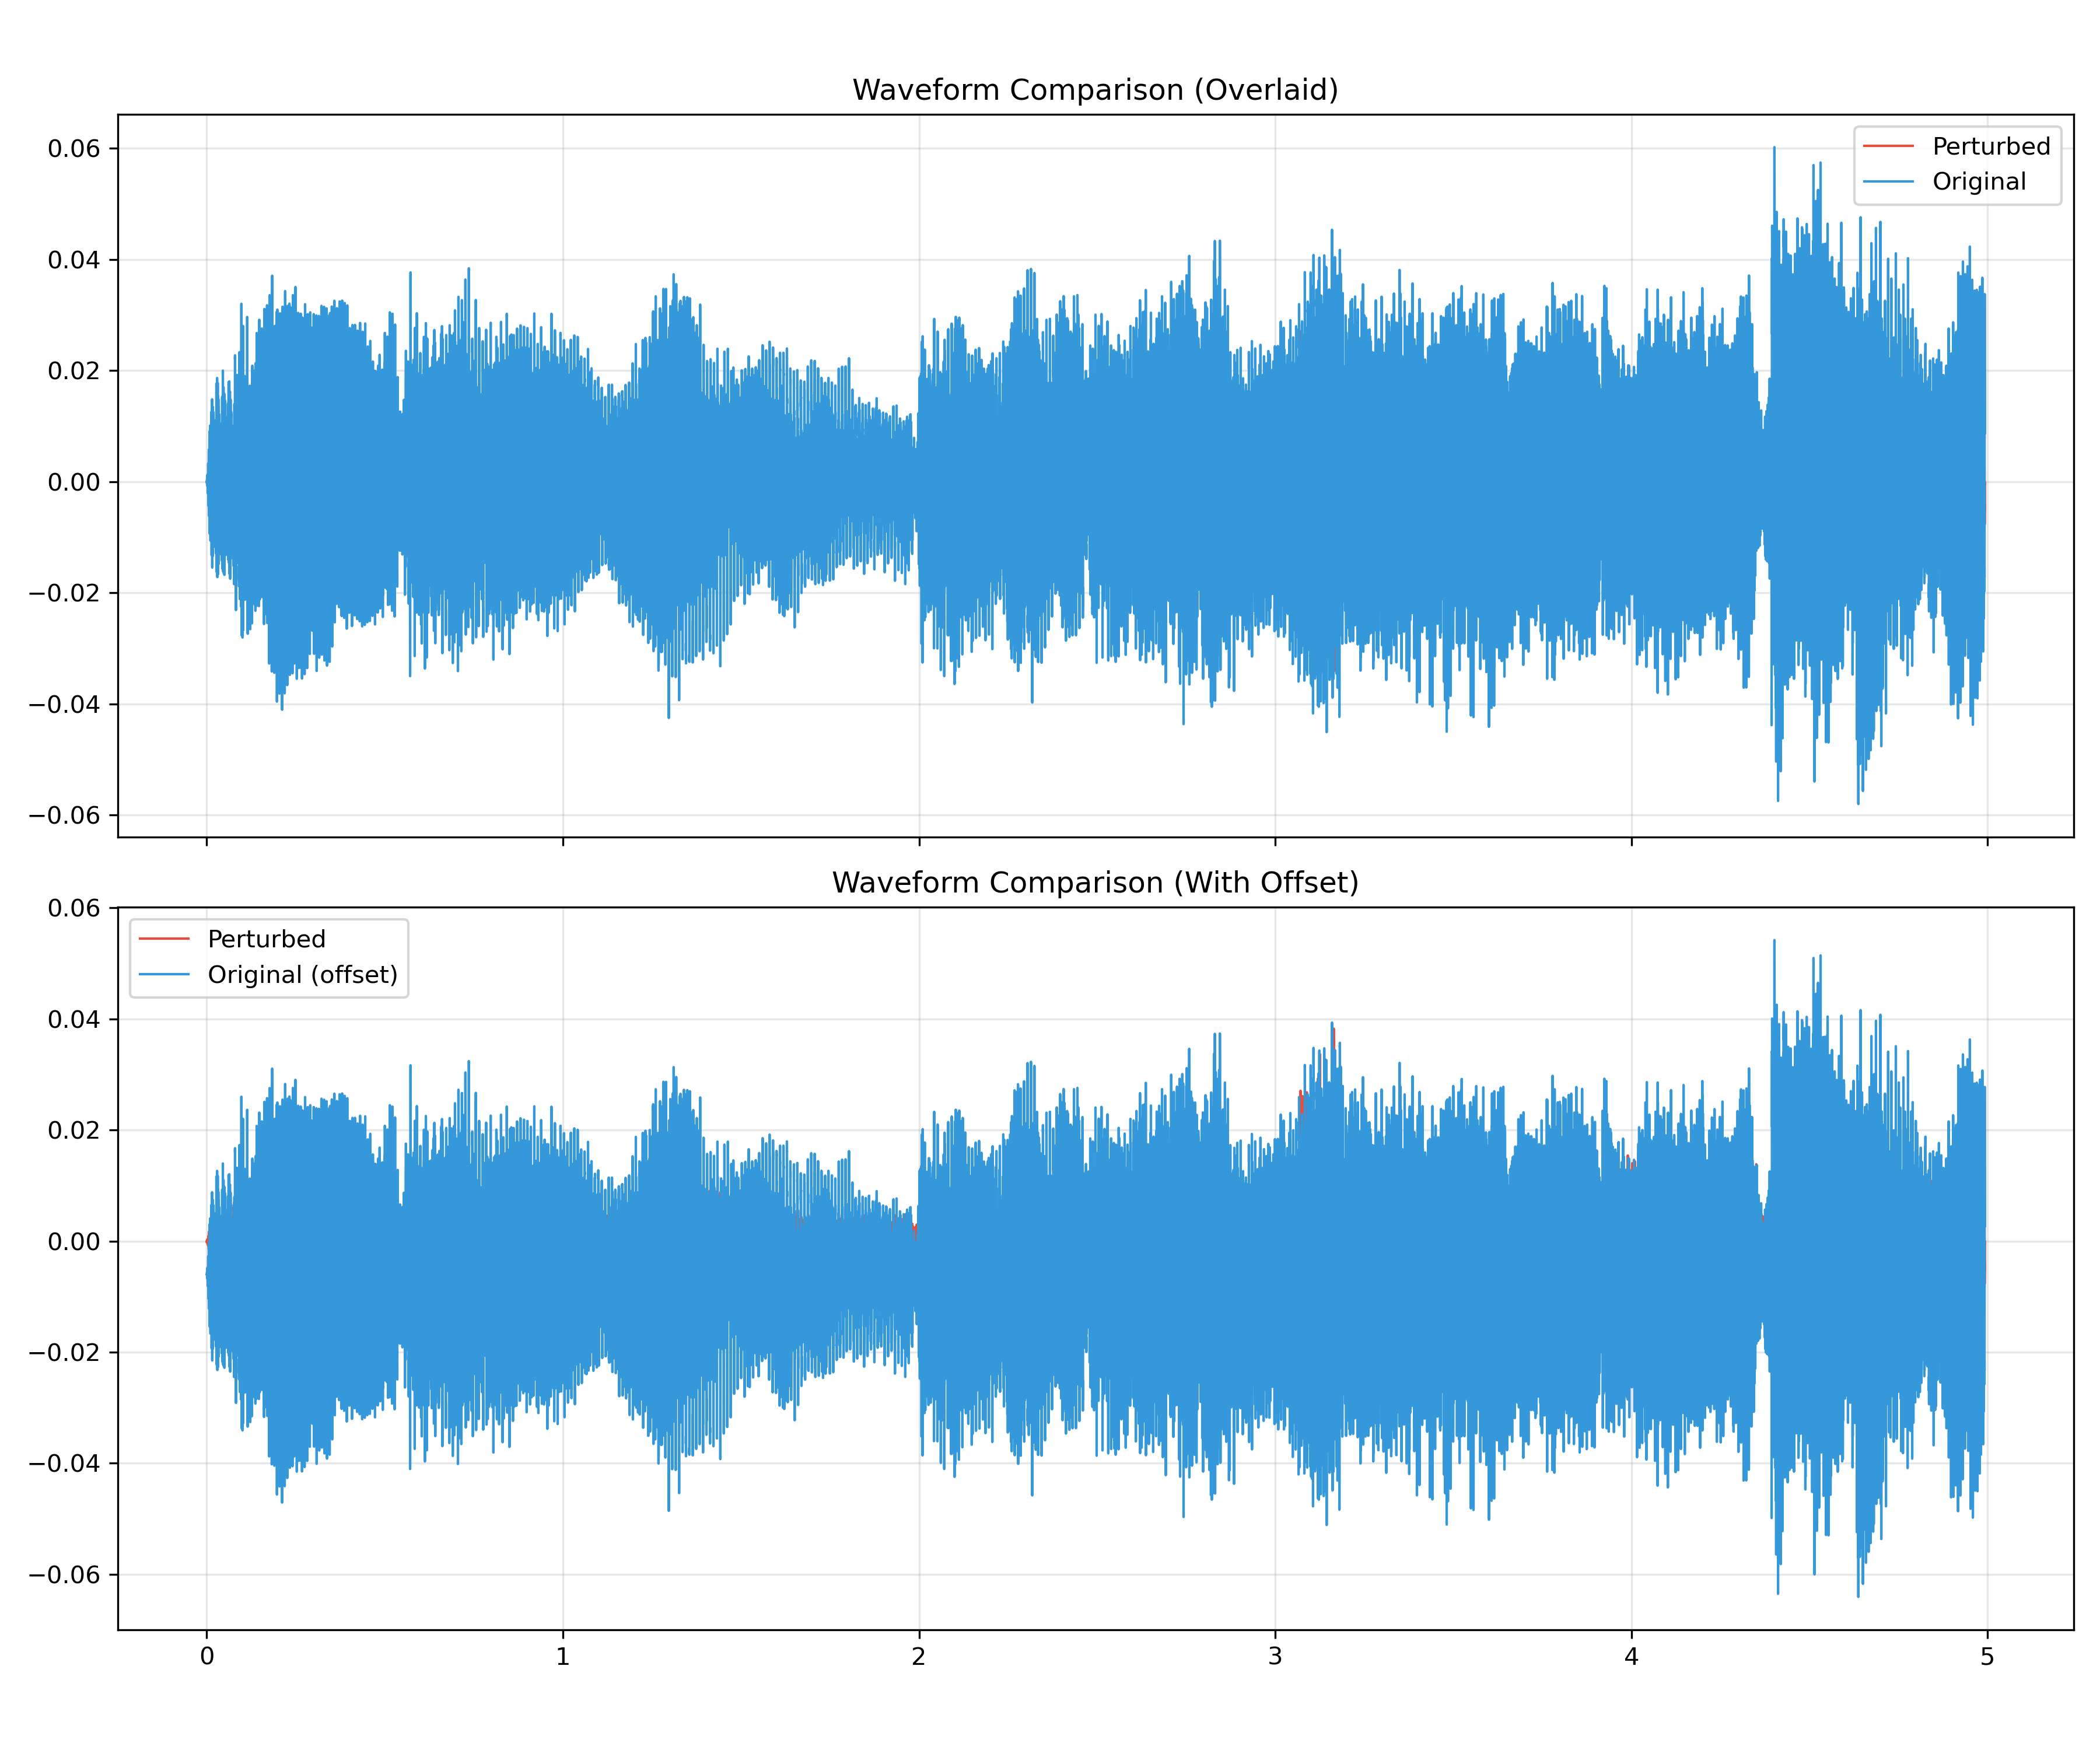 Waveform Comparison (Overlaid)
0.06
0.04
0.02
0.00
−0.02
−0.04
−0.06
Perturbed
Original
Waveform Comparison (With Offset)
0.06
0.04
0.02
0.00
−0.02
−0.04
−0.06
Perturbed
Original (offset)
0 1 2 3 4 5